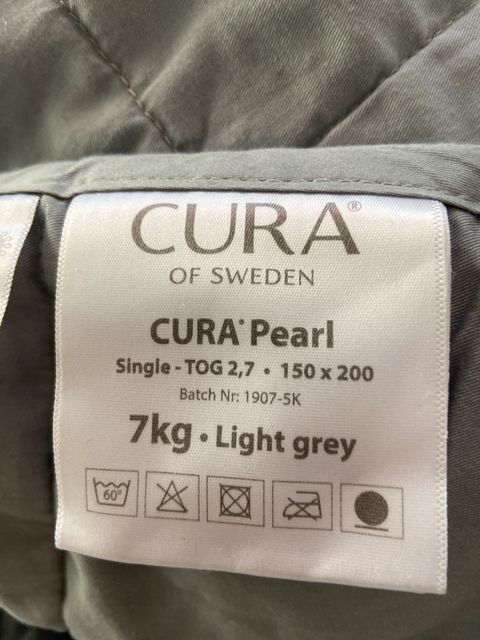 CURA®
OF SWEDEN
CURA® Pearl
Single - TOG 2,7 • 150 x 200
Batch Nr: 1907-5K
7kg • Light grey
60°